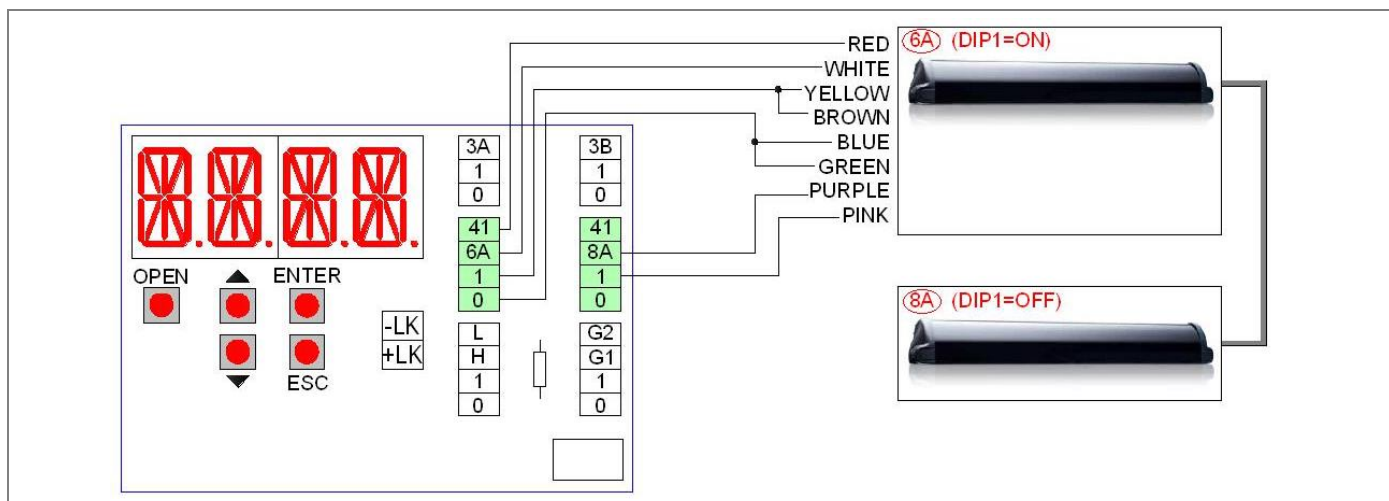 RED
WHITE
YELLOW
BROWN
BLUE
GREEN
PURPLE
PINK
6A (DIP1=ON)
8A (DIP1=OFF)
OPEN
ENTER
ESC
-LK
+LK
3A
1
0
41
6A
1
0
L
H
1
0
3B
1
0
41
8A
1
0
G2
G1
1
0